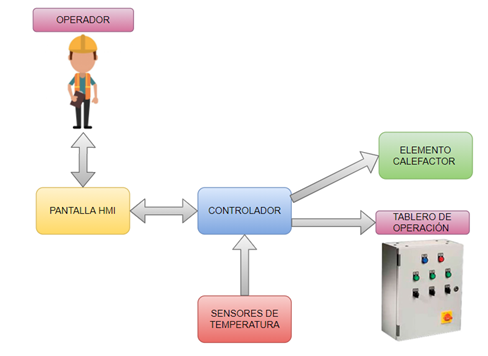 OPERADOR
ELEMENTO
CALEFACTOR
PANTALLA HMI
CONTROLADOR
TABLERO DE
OPERACIÓN
SENSORES DE
TEMPERATURA